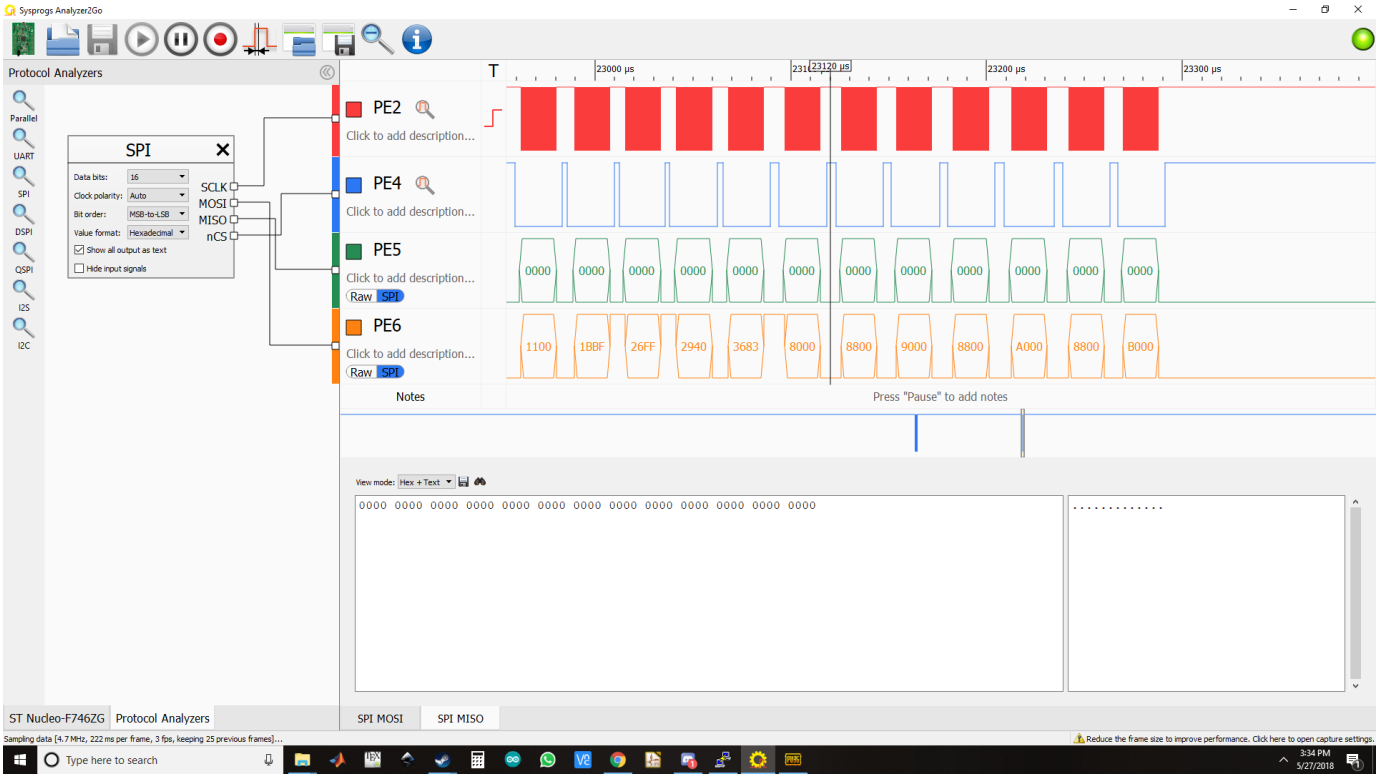 Sysprogs Analyzer2Go
Protocol Analyzers
Parallel
UART
SPI
DSPI
QSPI
I2S
I2C
SPI
Data bits: 16
Clock polarity: Auto
Bit order: MSB-to-LSB
Value format: Hexadecimal
Show all output as text
Hide input signals
SCLK
MOSI
MISO
nCS
T
23000 µs
23120 µs
23200 µs
23300 µs
PE2
Click to add description...
PE4
Click to add description...
PE5
Click to add description...
Raw SPI
0000 0000 0000 0000 0000 0000 0000 0000 0000 0000 0000 0000
PE6
Click to add description...
Raw SPI
1100 1BBF 26FF 2940 3683 8000 8800 9000 8800 A000 8800 B000
Notes
Press "Pause" to add notes
View mode: Hex + Text
0000 0000 0000 0000 0000 0000 0000 0000 0000 0000 0000 0000 0000
.............
ST Nucleo-F746ZG
Protocol Analyzers
SPI MOSI
SPI MISO
Sampling data [4.7 MHz, 222 ms per frame, 3 fps, keeping 25 previous frames]...
Reduce the frame size to improve performance. Click here to open capture settings.
Type here to search
3:34 PM
5/27/2018